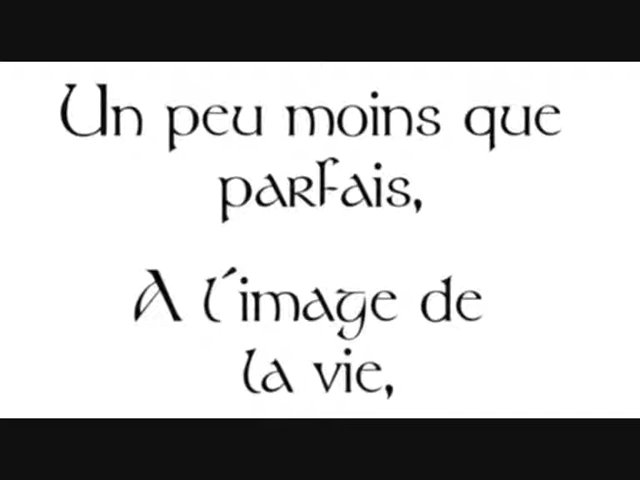 Un peu moins que
parfais,
A l'image de
la vie,